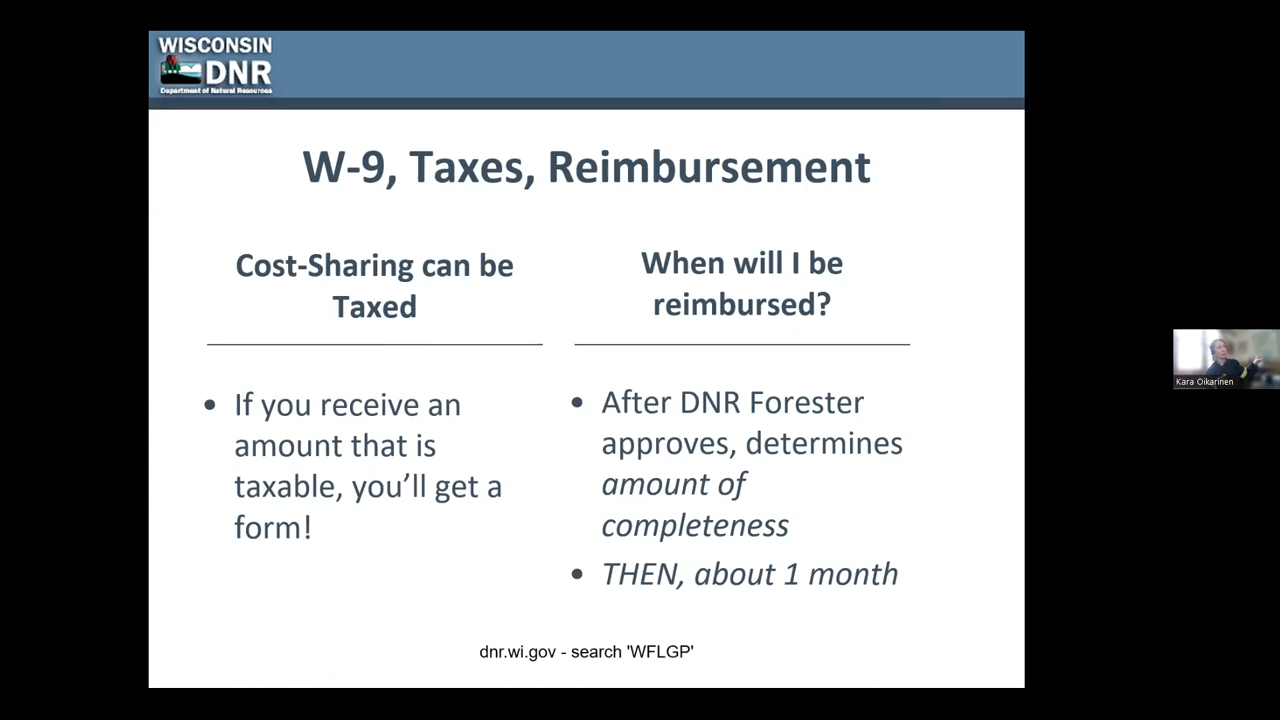 WISCONSIN
DNR
Department of Natural Resources
W-9, Taxes, Reimbursement
Cost-Sharing can be
Taxed
• If you receive an
amount that is
taxable, you’ll get a
form!
When will I be
reimbursed?
• After DNR Forester
approves, determines
amount of
completeness
• THEN, about 1 month
dnr.wi.gov - search 'WFLGP'
Kara Oikarinen